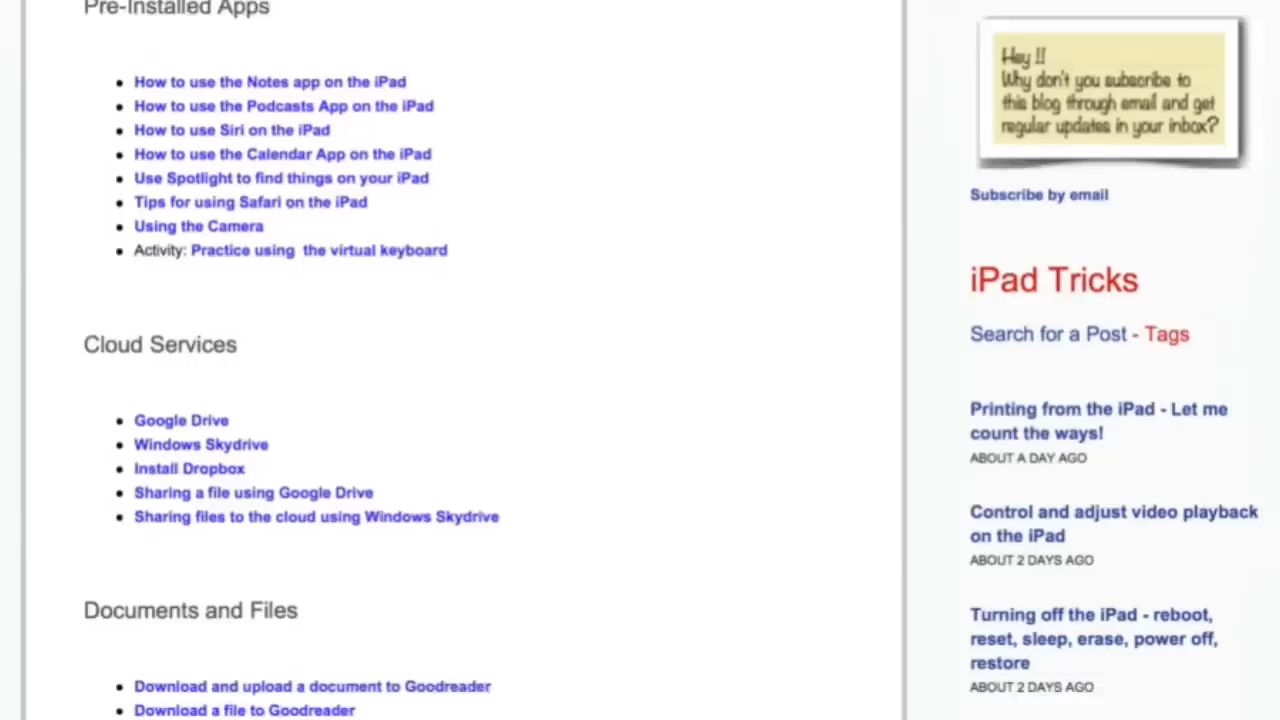 Pre-Installed Apps
How to use the Notes app on the iPad
How to use the Podcasts App on the iPad
How to use Siri on the iPad
How to use the Calendar App on the iPad
Use Spotlight to find things on your iPad
Tips for using Safari on the iPad
Using the Camera
Activity: Practice using the virtual keyboard
Cloud Services
Google Drive
Windows Skydrive
Install Dropbox
Sharing a file using Google Drive
Sharing files to the cloud using Windows Skydrive
Documents and Files
Download and upload a document to Goodreader
Download a file to Goodreader
Hey !!
Why don't you subscribe to
this blog through email and get
regular updates in your inbox?
Subscribe by email
iPad Tricks
Search for a Post - Tags
Printing from the iPad - Let me
count the ways!
ABOUT A DAY AGO
Control and adjust video playback
on the iPad
ABOUT 2 DAYS AGO
Turning off the iPad - reboot,
reset, sleep, erase, power off,
restore
ABOUT 2 DAYS AGO